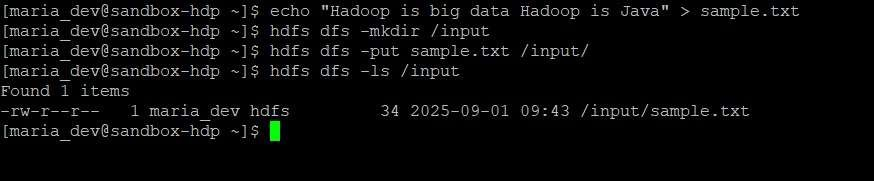 [maria_dev@sandbox-hdp ~]$ echo "Hadoop is big data Hadoop is Java" > sample.txt
[maria_dev@sandbox-hdp ~]$ hdfs dfs -mkdir /input
[maria_dev@sandbox-hdp ~]$ hdfs dfs -put sample.txt /input/
[maria_dev@sandbox-hdp ~]$ hdfs dfs -ls /input
Found 1 items
-rw-r--r--   1 maria_dev hdfs         34 2025-09-01 09:43 /input/sample.txt
[maria_dev@sandbox-hdp ~]$